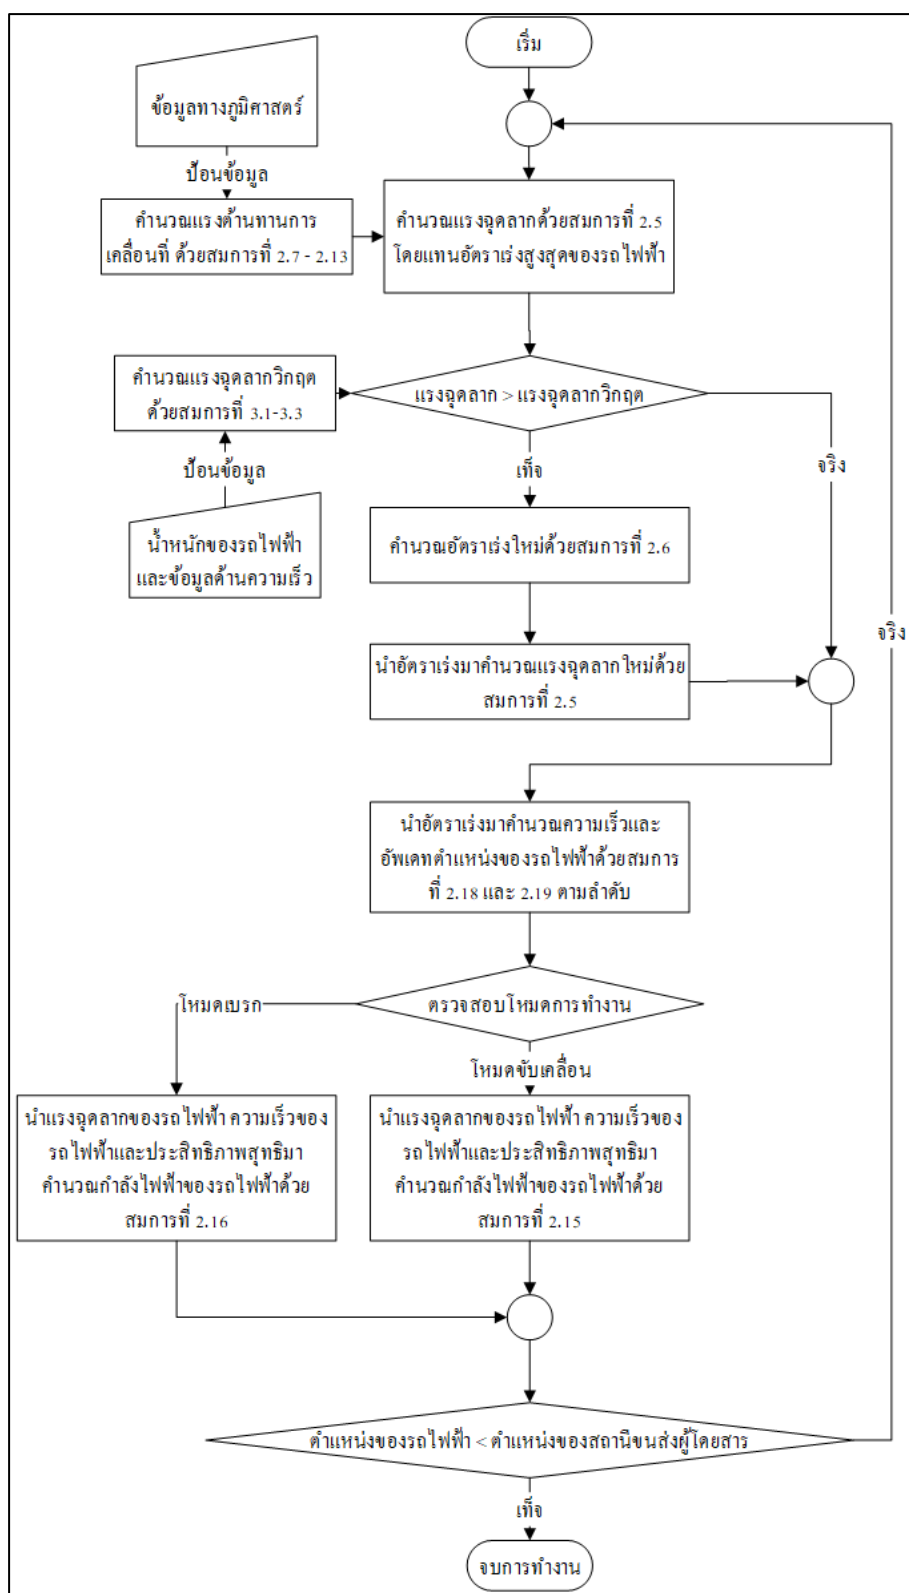 เริ่ม
ข้อมูลทางภูมิศาสตร์
ป้อนข้อมูล
คำนวณแรงต้านทานการ
เคลื่อนที่ ด้วยสมการที่ 2.7 - 2.13
คำนวณแรงฉุดลากด้วยสมการที่ 2.5
โดยแทนอัตราเร่งสูงสุดของรถไฟฟ้า
คำนวณแรงฉุดลากวิกฤต
ด้วยสมการที่ 3.1-3.3
แรงฉุดลาก > แรงฉุดลากวิกฤต
ป้อนข้อมูล
เท็จ
จริง
น้ำหนักของรถไฟฟ้า
และข้อมูลด้านความเร็ว
คำนวณอัตราเร่งใหม่ด้วยสมการที่ 2.6
จริง
นำอัตราเร่งมาคำนวณแรงฉุดลากใหม่ด้วย
สมการที่ 2.5
นำอัตราเร่งมาคำนวณความเร็วและ
อัพเดทตำแหน่งของรถไฟฟ้าด้วยสมการ
ที่ 2.18 และ 2.19 ตามลำดับ
โหมดเบรก
ตรวจสอบโหมดการทำงาน
โหมดขับเคลื่อน
นำแรงฉุดลากของรถไฟฟ้า ความเร็วของ
รถไฟฟ้าและประสิทธิภาพสุทธิมา
คำนวณกำลังไฟฟ้าของรถไฟฟ้าด้วย
สมการที่ 2.16
นำแรงฉุดลากของรถไฟฟ้า ความเร็วของ
รถไฟฟ้าและประสิทธิภาพสุทธิมา
คำนวณกำลังไฟฟ้าของรถไฟฟ้าด้วย
สมการที่ 2.15
ตำแหน่งของรถไฟฟ้า < ตำแหน่งของสถานีขนส่งผู้โดยสาร
เท็จ
จบการทำงาน